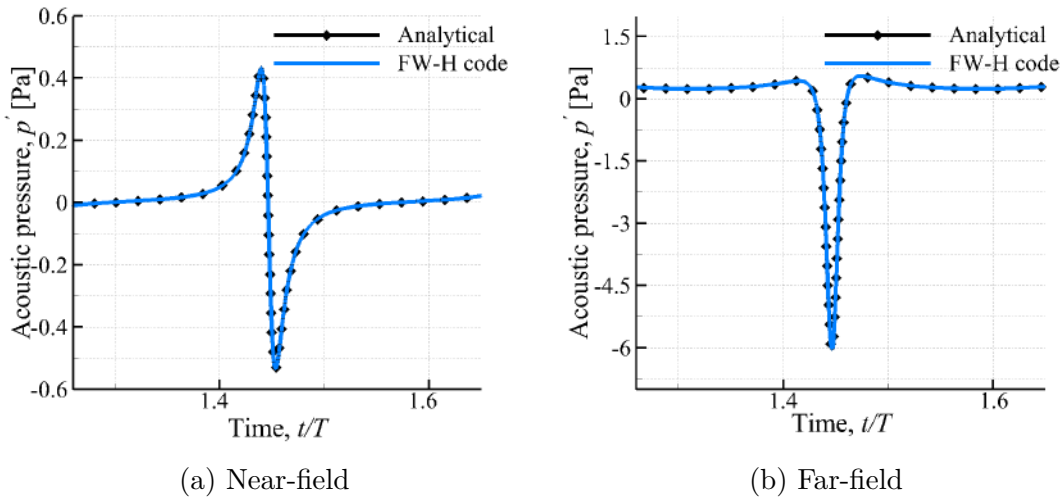 0.6
0.4
0.2
0
-0.2
-0.4
-0.6
Acoustic pressure, p′ [Pa]
Analytical
FW-H code
1.4
1.6
Time, t/T
(a) Near-field
1.5
0
-1.5
-3
-4.5
-6
Acoustic pressure, p′ [Pa]
Analytical
FW-H code
1.4
1.6
Time, t/T
(b) Far-field